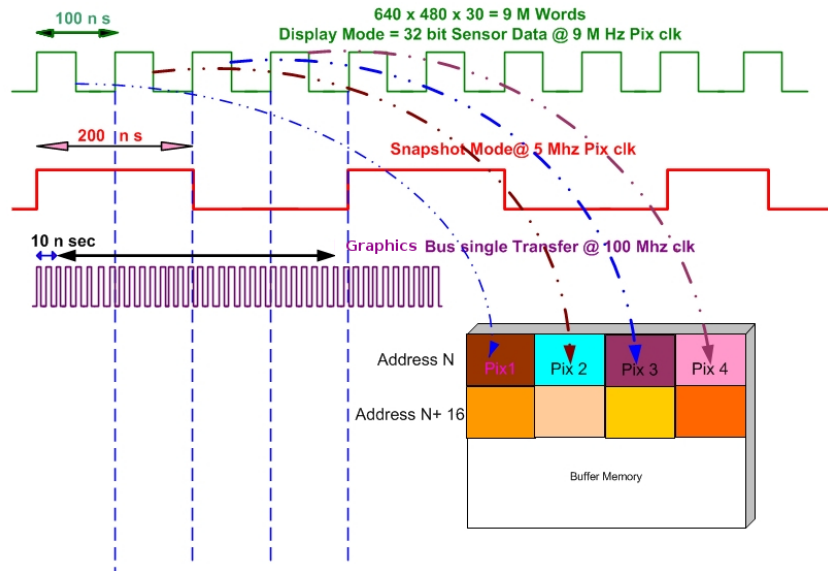 640 x 480 x 30 = 9 M Words
100 n s
Display Mode = 32 bit Sensor Data @ 9 M Hz Pix clk
200 n s
Snapshot Mode@ 5 Mhz Pix clk
10 n sec
Graphics Bus single Transfer @ 100 Mhz clk
Address N
Pix1
Pix 2
Pix 3
Pix 4
Address N+ 16
Buffer Memory